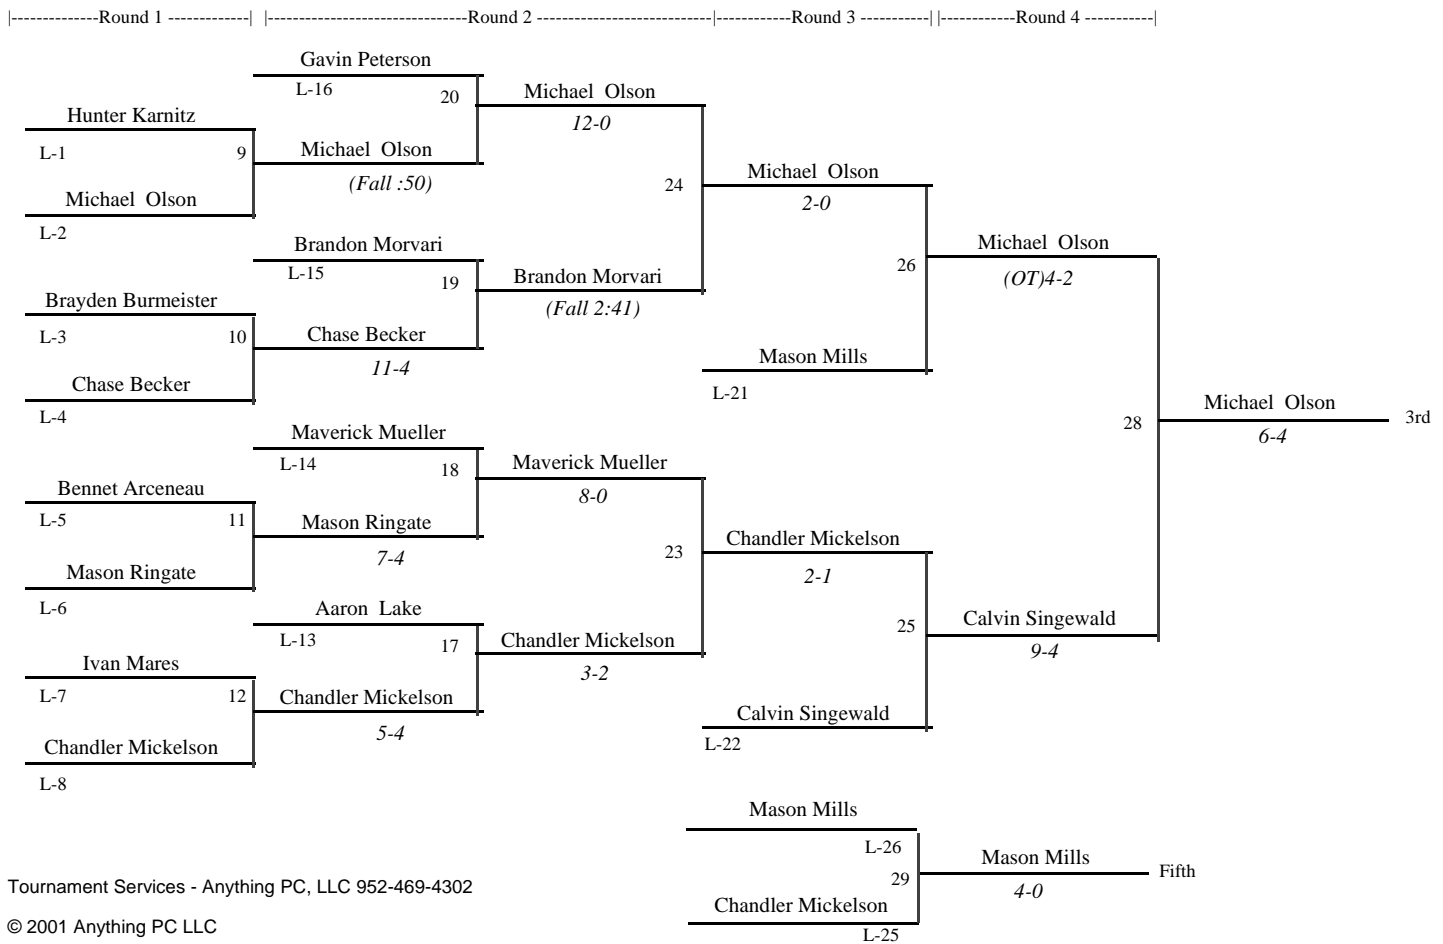 |-------------Round 1 -------------| |-----------------------------Round 2 -------------------------|-----------Round 3 ----------| |-----------Round 4 ----------|
Gavin Peterson
L-16
20
Michael Olson
12-0
Hunter Karnitz
L-1
9
Michael Olson
(Fall :50)
Michael Olson
L-2
24
Michael Olson
2-0
Brandon Morvari
L-15
19
Brandon Morvari
(Fall 2:41)
Brayden Burmeister
L-3
10
Chase Becker
11-4
Chase Becker
L-4
26
Michael Olson
(OT)4-2
Mason Mills
L-21
28
Michael Olson
6-4
3rd
Maverick Mueller
L-14
18
Maverick Mueller
8-0
Bennet Arceneau
L-5
11
Mason Ringate
7-4
Mason Ringate
L-6
23
Chandler Mickelson
2-1
Aaron Lake
L-13
17
Chandler Mickelson
3-2
25
Calvin Singewald
9-4
Ivan Mares
L-7
12
Chandler Mickelson
5-4
Chandler Mickelson
L-8
Calvin Singewald
L-22
Mason Mills
L-26
29
Mason Mills
4-0
Fifth
Chandler Mickelson
L-25
Tournament Services - Anything PC, LLC 952-469-4302
© 2001 Anything PC LLC